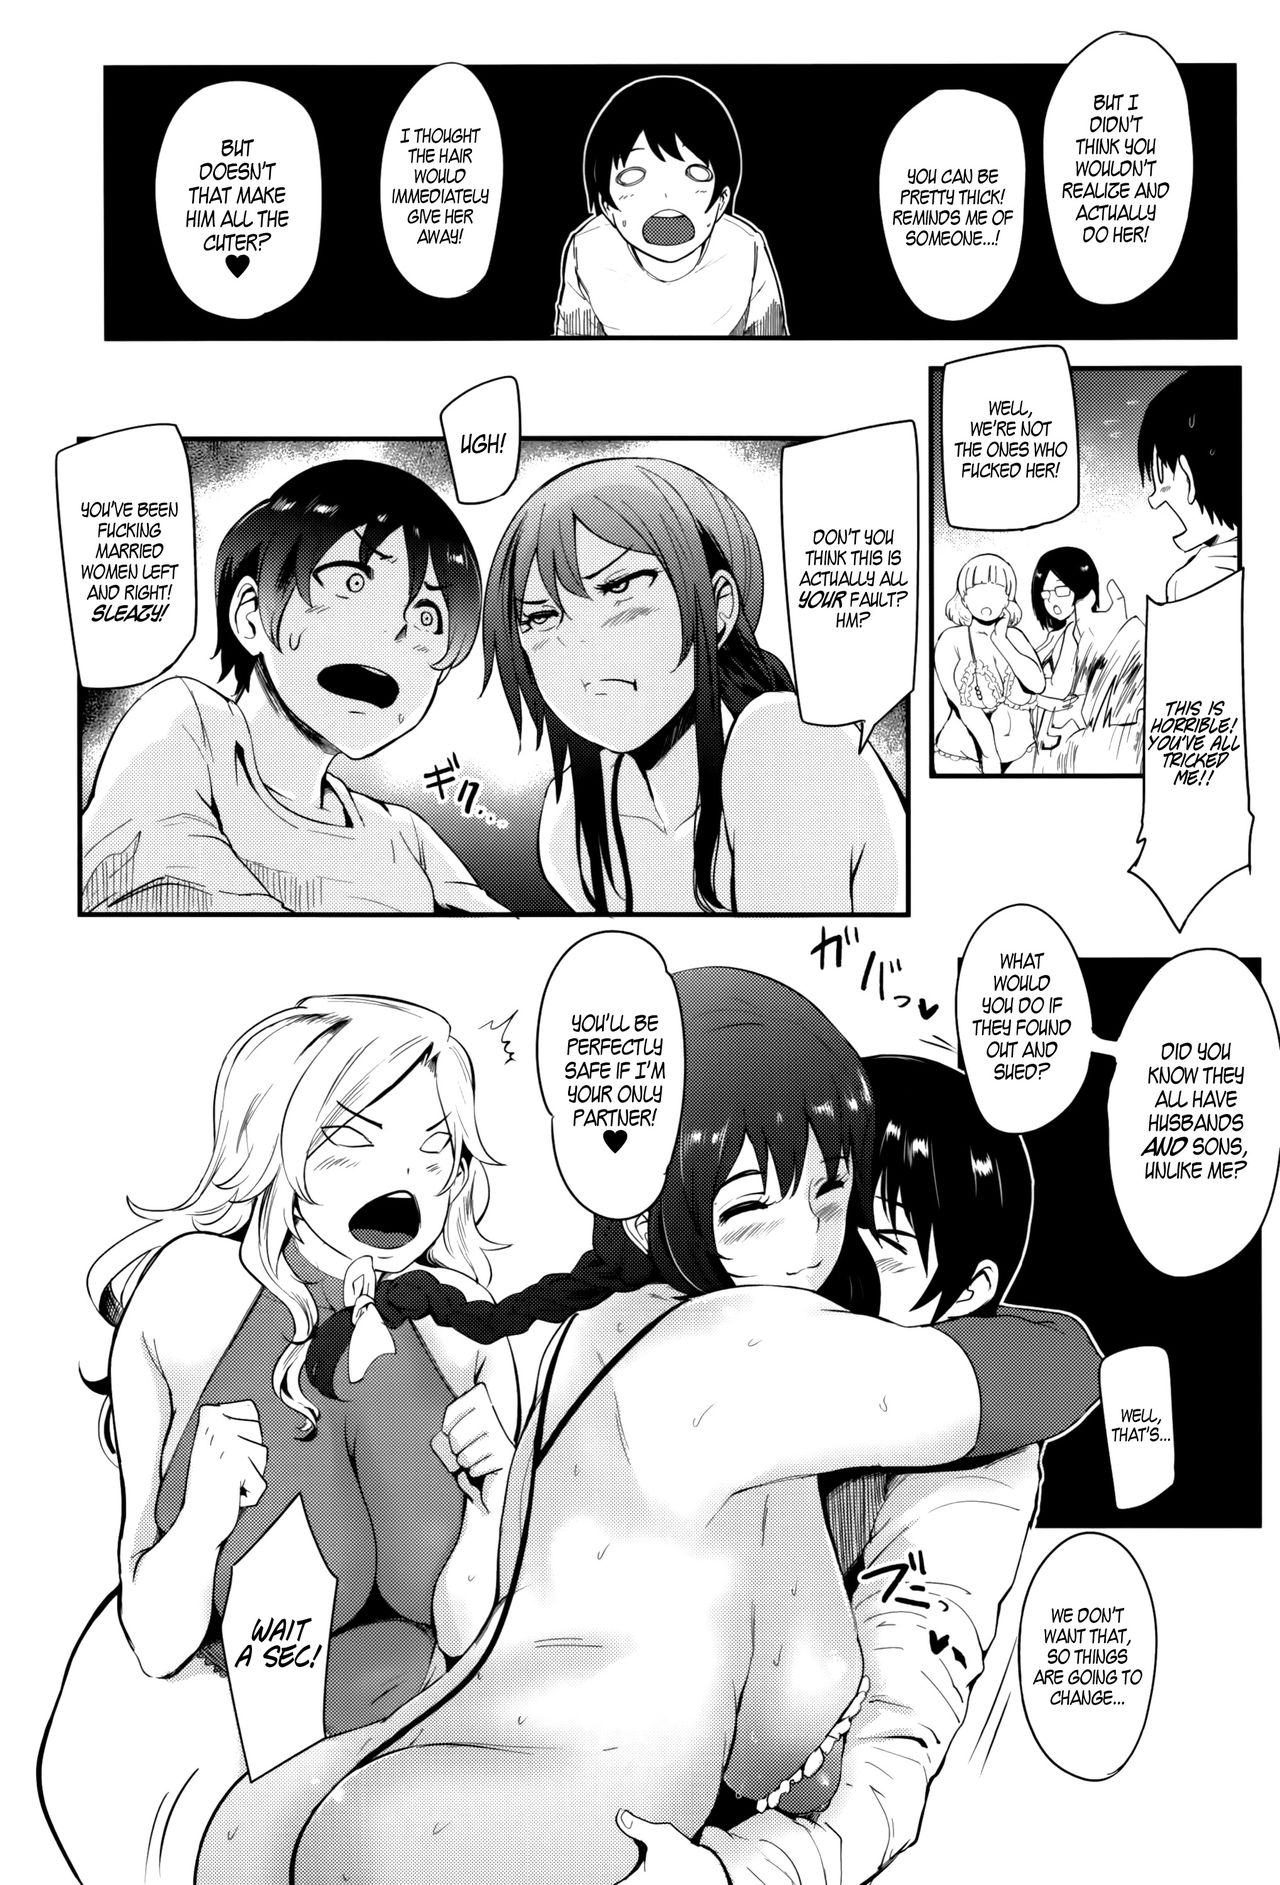 BUT I
DIDN'T
THINK YOU
WOULDN'T
REALIZE AND
ACTUALLY
DO HER!
YOU CAN BE
PRETTY THICK!
REMINDS ME OF
SOMEONE...!
I THOUGHT
THE HAIR
WOULD
IMMEDIATELY
GIVE HER
AWAY!
BUT
DOESN'T
THAT MAKE
HIM ALL THE
CUTER?
♥
WELL,
WE'RE NOT
THE ONES WHO
FUCKED HER!
THIS IS
HORRIBLE!
YOU'VE ALL
TRICKED
ME!!
DON'T YOU
THINK THIS IS
ACTUALLY ALL
YOUR FAULT?
HM?
UGH!
YOU'VE BEEN
FUCKING
MARRIED
WOMEN LEFT
AND RIGHT!
SLEAZY!
ギク...
DID YOU
KNOW THEY
ALL HAVE
HUSBANDS
AND SONS,
UNLIKE ME?
WHAT
WOULD
YOU DO IF
THEY FOUND
OUT AND
SUED?
WELL,
THAT'S...
WE DON'T
WANT THAT,
SO THINGS
ARE GOING TO
CHANGE...
ガバっ♥
YOU'LL BE
PERFECTLY
SAFE IF I'M
YOUR ONLY
PARTNER!
♥
WAIT
A SEC!